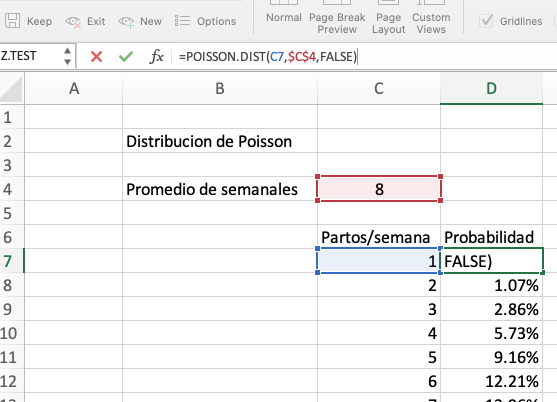 Keep Exit New Options Normal Page Break Preview Page Layout Custom Views Gridlines
Z.TEST fx =POISSON.DIST(C7,$C$4,FALSE)
A B C D
1
2 Distribucion de Poisson
3
4 Promedio de semanales 8
5
6 Partos/semana Probabilidad
7 1 FALSE)
8 2 1.07%
9 3 2.86%
10 4 5.73%
11 5 9.16%
12 6 12.21%